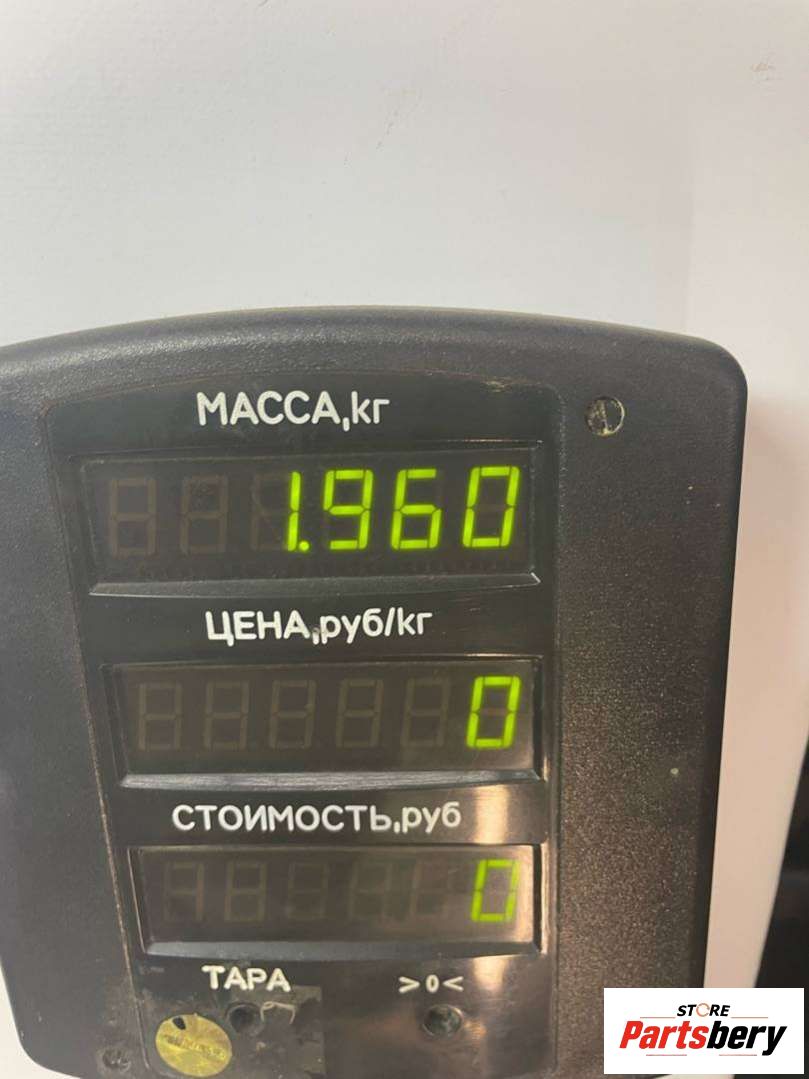 МАССА,кг
1.960
ЦЕНА,руб/кг
0
СТОИМОСТЬ,руб
0
ТАРА >0<
STORE
Partsbery